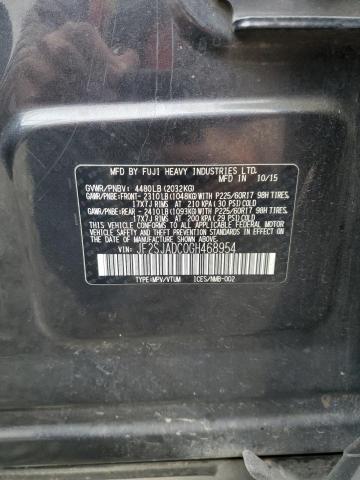 MFD BY FUJI HEAVY INDUSTRIES LTD.
MFD IN 10/15
GVWR/PNBV: 4480LB (2032KG)
GAWR/PNBE:FRONT- 2310LB(1048KG)WITH P225/60R17 98H TIRES,
17X7J RIMS, AT 210 KPA(30 PSI)COLD
GAWR/PNBE:REAR - 2410LB(1093KG)WITH P225/60R17 98H TIRES,
17X7J RIMS, AT 200 KPA(29 PSI)COLD
THIS VEHICLE CONFORMS TO ALL APPLICABLE
FEDERAL MOTOR VEHICLE SAFETY STANDARDS
IN EFFECT ON THE DATE OF MANUFACTURE
SHOWN ABOVE.
VIN: JF2SJADC0GH468954
TYPE:MPV/VTUM ICES/NMB-002